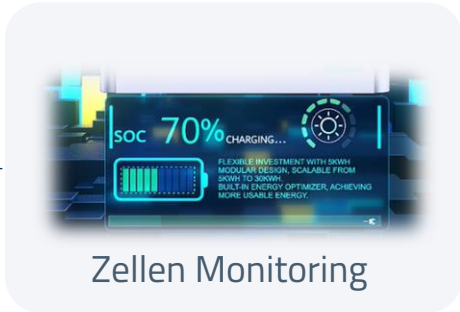 SOC 70% CHARGING...
FLEXIBLE INVESTMENT WITH 5KWH
MODULAR DESIGN, SCALABLE FROM
5KWH TO 30KWH.
BUILT-IN ENERGY OPTIMIZER, ACHIEVING
MORE USABLE ENERGY.
Zellen Monitoring